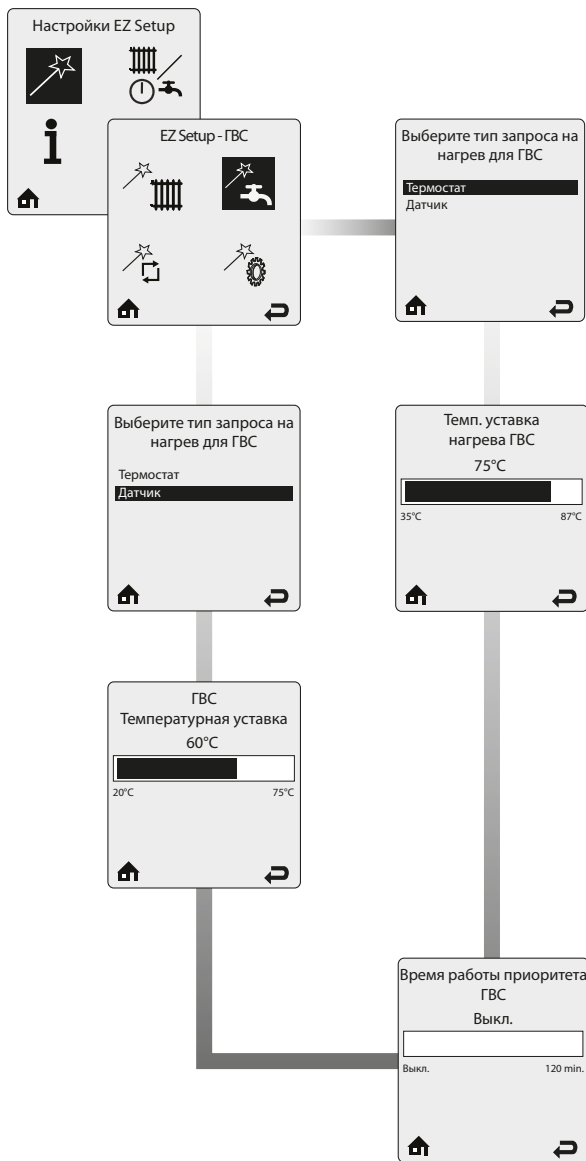 Настройки EZ Setup
EZ Setup - ГВС
Выберите тип запроса на
нагрев для ГВС
Термостат
Датчик
Выберите тип запроса на
нагрев для ГВС
Термостат
Датчик
Темп. уставка
нагрева ГВС
75°C
35°C 87°C
ГВС
Температурная уставка
60°C
20°C 75°C
Время работы приоритета
ГВС
Выкл.
Выкл. 120 min.